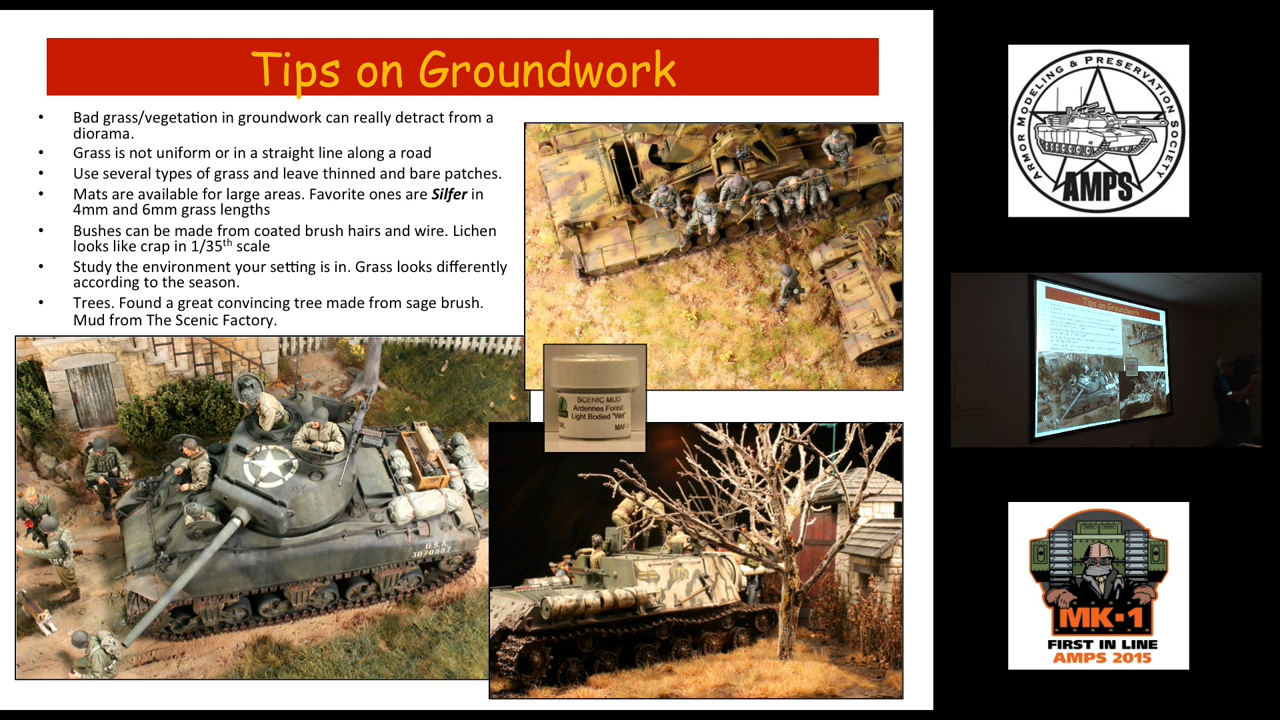 Tips on Groundwork
• Bad grass/vegetation in groundwork can really detract from a
diorama.
• Grass is not uniform or in a straight line along a road
• Use several types of grass and leave thinned and bare patches.
• Mats are available for large areas. Favorite ones are Silfer in
4mm and 6mm grass lengths
• Bushes can be made from coated brush hairs and wire. Lichen
looks like crap in 1/35th scale
• Study the environment your setting is in. Grass looks differently
according to the season.
• Trees. Found a great convincing tree made from sage brush.
Mud from The Scenic Factory.
SCENIC MUD
Ardennes Forest
Light Bodied "Wet"
U.S.A.
3070587
ARMOR MODELING & PRESERVATION SOCIETY
AMPS
Tips on Groundwork
MK-1
FIRST IN LINE
AMPS 2015